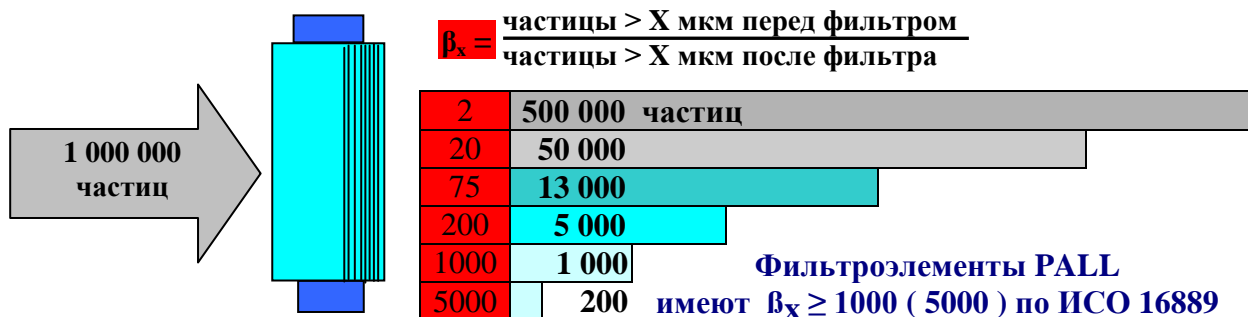 βx = частицы > X мкм перед фильтром
частицы > X мкм после фильтра
1 000 000
частиц
2 500 000 частиц
20 50 000
75 13 000
200 5 000
1000 1 000
5000 200
Фильтроэлементы PALL
имеют ßX ≥ 1000 ( 5000 ) по ИСО 16889